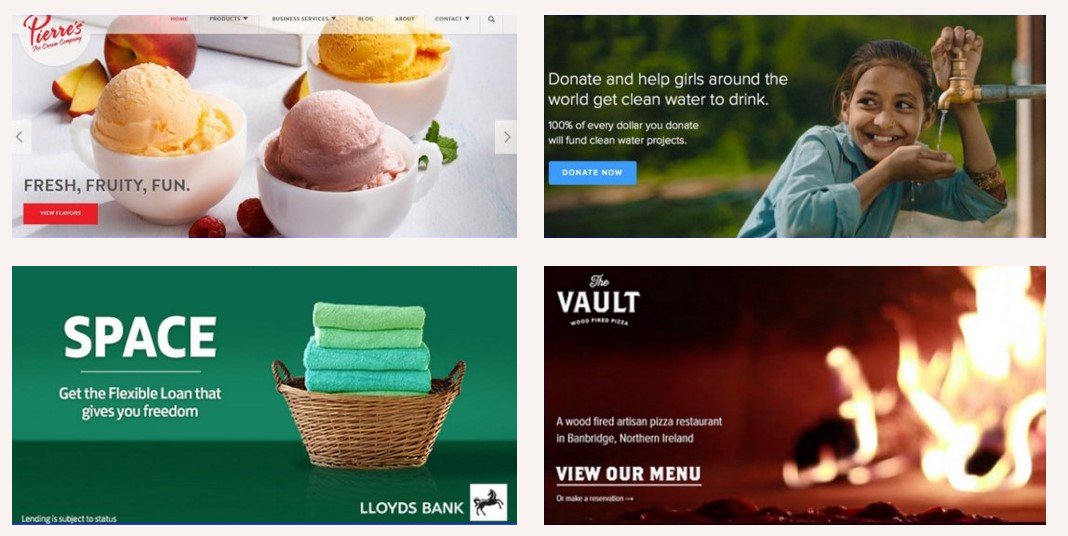 Pierre's
Ice Cream Company
HOME PRODUCTS BUSINESS SERVICES BLOG ABOUT CONTACT
FRESH, FRUITY, FUN.
VIEW FLAVORS
Donate and help girls around the
world get clean water to drink.
100% of every dollar you donate
will fund clean water projects.
DONATE NOW
SPACE
Get the Flexible Loan that
gives you freedom
LLOYDS BANK
Lending is subject to status
The
VAULT
WOOD FIRED PIZZA
A wood fired artisan pizza restaurant
in Banbridge, Northern Ireland
VIEW OUR MENU
Or make a reservation →